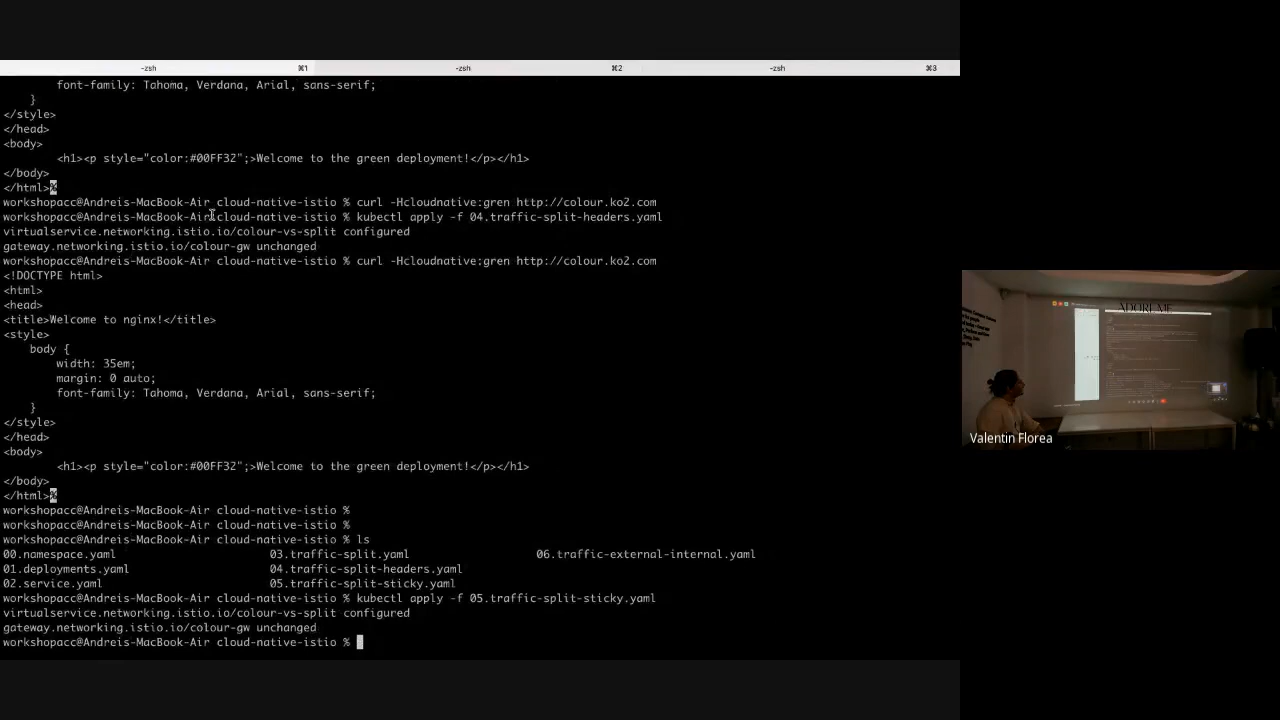 -zsh ⌘1 -zsh ⌘2 -zsh ⌘3
font-family: Tahoma, Verdana, Arial, sans-serif;
}
</style>
</head>
<body>
<h1><p style="color:#00FF32";>Welcome to the green deployment!</p></h1>
</body>
</html>%
workshopacc@Andreis-MacBook-Air cloud-native-istio % curl -Hcloudnative:gren http://colour.ko2.com
workshopacc@Andreis-MacBook-Air cloud-native-istio % kubectl apply -f 04.traffic-split-headers.yaml
virtualservice.networking.istio.io/colour-vs-split configured
gateway.networking.istio.io/colour-gw unchanged
workshopacc@Andreis-MacBook-Air cloud-native-istio % curl -Hcloudnative:gren http://colour.ko2.com
<!DOCTYPE html>
<html>
<head>
<title>Welcome to nginx!</title>
<style>
body {
width: 35em;
margin: 0 auto;
font-family: Tahoma, Verdana, Arial, sans-serif;
}
</style>
</head>
<body>
<h1><p style="color:#00FF32";>Welcome to the green deployment!</p></h1>
</body>
</html>%
workshopacc@Andreis-MacBook-Air cloud-native-istio %
workshopacc@Andreis-MacBook-Air cloud-native-istio %
workshopacc@Andreis-MacBook-Air cloud-native-istio % ls
00.namespace.yaml 03.traffic-split.yaml 06.traffic-external-internal.yaml
01.deployments.yaml 04.traffic-split-headers.yaml
02.service.yaml 05.traffic-split-sticky.yaml
workshopacc@Andreis-MacBook-Air cloud-native-istio % kubectl apply -f 05.traffic-split-sticky.yaml
virtualservice.networking.istio.io/colour-vs-split configured
gateway.networking.istio.io/colour-gw unchanged
workshopacc@Andreis-MacBook-Air cloud-native-istio %
ADORE ME
Valentin Florea